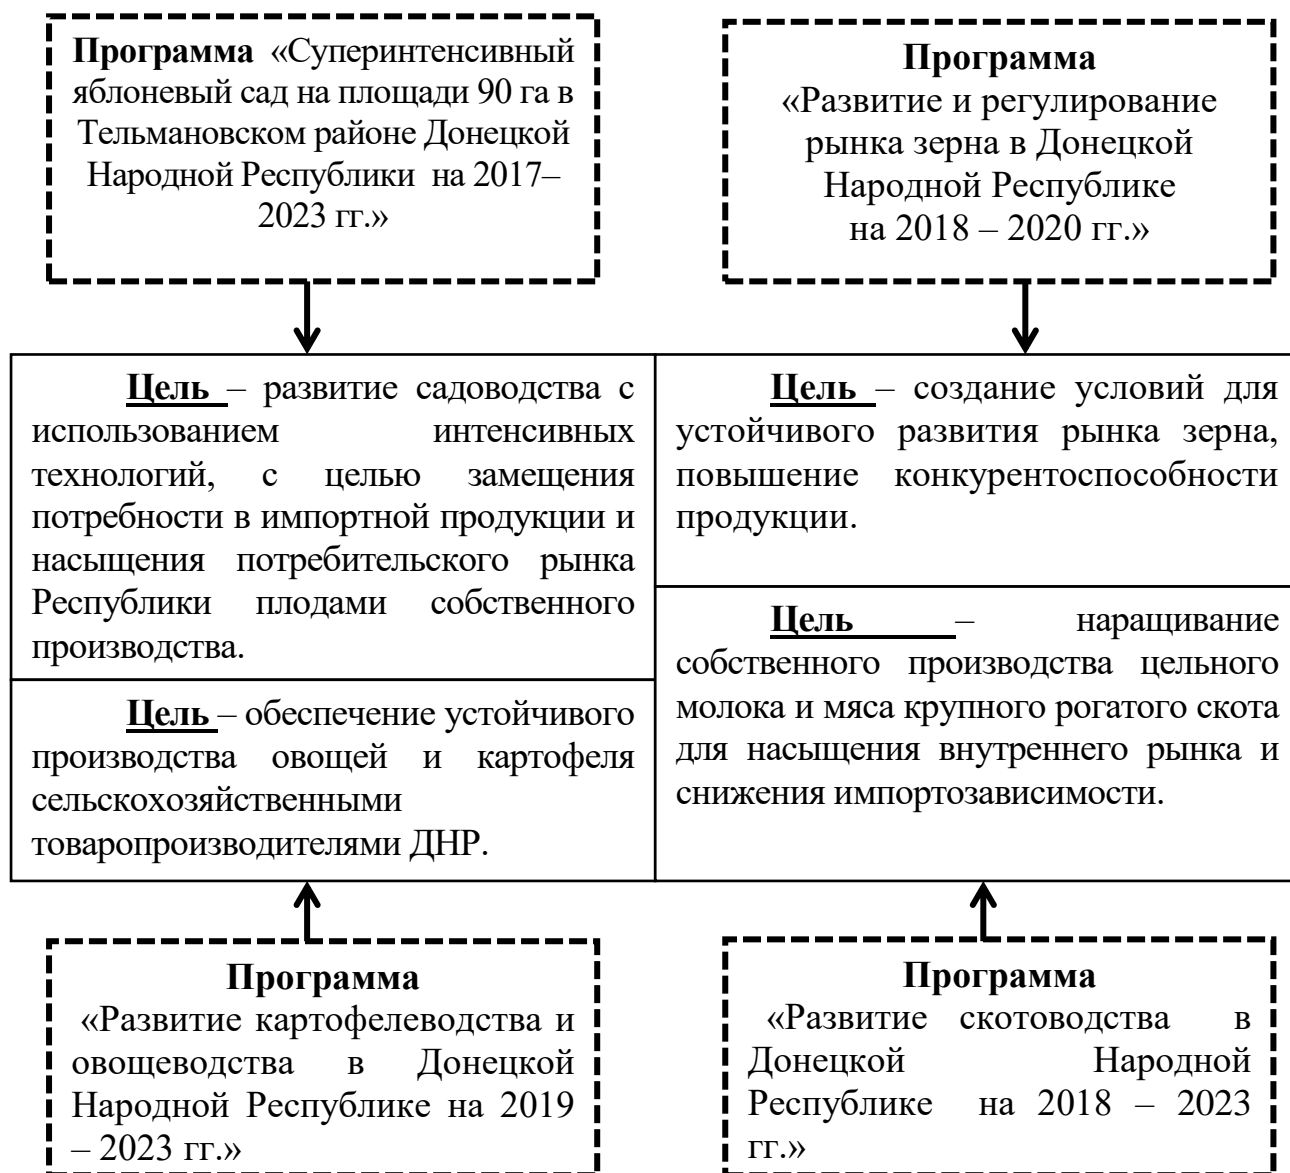 Программа «Суперинтенсивный
яблоневый сад на площади 90 га в
Тельмановском районе Донецкой
Народной Республики на 2017–
2023 гг.»
Программа
«Развитие и регулирование
рынка зерна в Донецкой
Народной Республике
на 2018 – 2020 гг.»
Цель – развитие садоводства с
использованием интенсивных
технологий, с целью замещения
потребности в импортной продукции и
насыщения потребительского рынка
Республики плодами собственного
производства.
Цель – создание условий для
устойчивого развития рынка зерна,
повышение конкурентоспособности
продукции.
Цель – обеспечение устойчивого
производства овощей и картофеля
сельскохозяйственными
товаропроизводителями ДНР.
Цель – наращивание
собственного производства цельного
молока и мяса крупного рогатого скота
для насыщения внутреннего рынка и
снижения импортозависимости.
Программа
«Развитие картофелеводства и
овощеводства в Донецкой
Народной Республике на 2019
– 2023 гг.»
Программа
«Развитие скотоводства в
Донецкой Народной
Республике на 2018 – 2023
гг.»